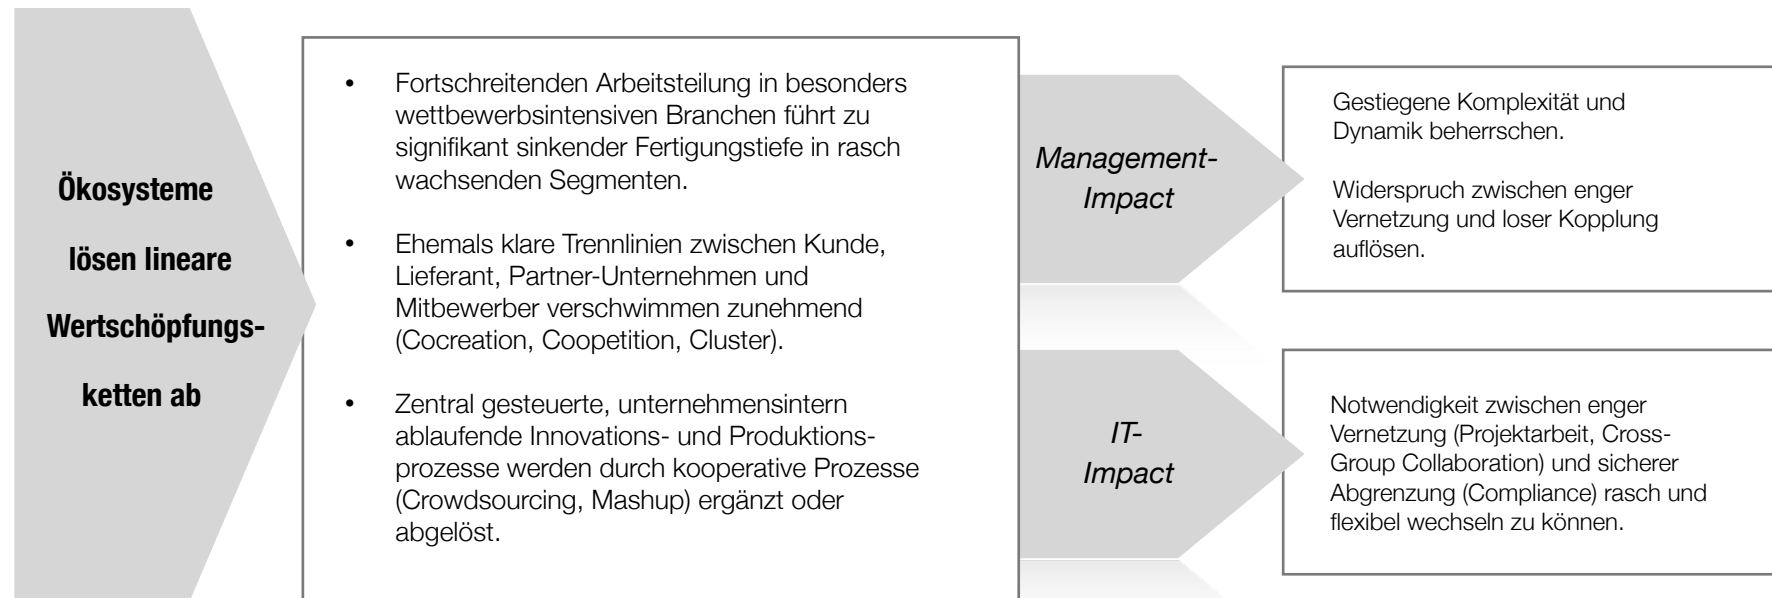 Ökosysteme
lösen lineare
Wertschöpfungs-
ketten ab
• Fortschreitenden Arbeitsteilung in besonders
wettbewerbsintensiven Branchen führt zu
signifikant sinkender Fertigungstiefe in rasch
wachsenden Segmenten.
• Ehemals klare Trennlinien zwischen Kunde,
Lieferant, Partner-Unternehmen und
Mitbewerber verschwimmen zunehmend
(Cocreation, Coopetition, Cluster).
• Zentral gesteuerte, unternehmensintern
ablaufende Innovations- und Produktions-
prozesse werden durch kooperative Prozesse
(Crowdsourcing, Mashup) ergänzt oder
abgelöst.
Management-
Impact
Gestiegene Komplexität und
Dynamik beherrschen.
Widerspruch zwischen enger
Vernetzung und loser Kopplung
auflösen.
IT-
Impact
Notwendigkeit zwischen enger
Vernetzung (Projektarbeit, Cross-
Group Collaboration) und sicherer
Abgrenzung (Compliance) rasch und
flexibel wechseln zu können.